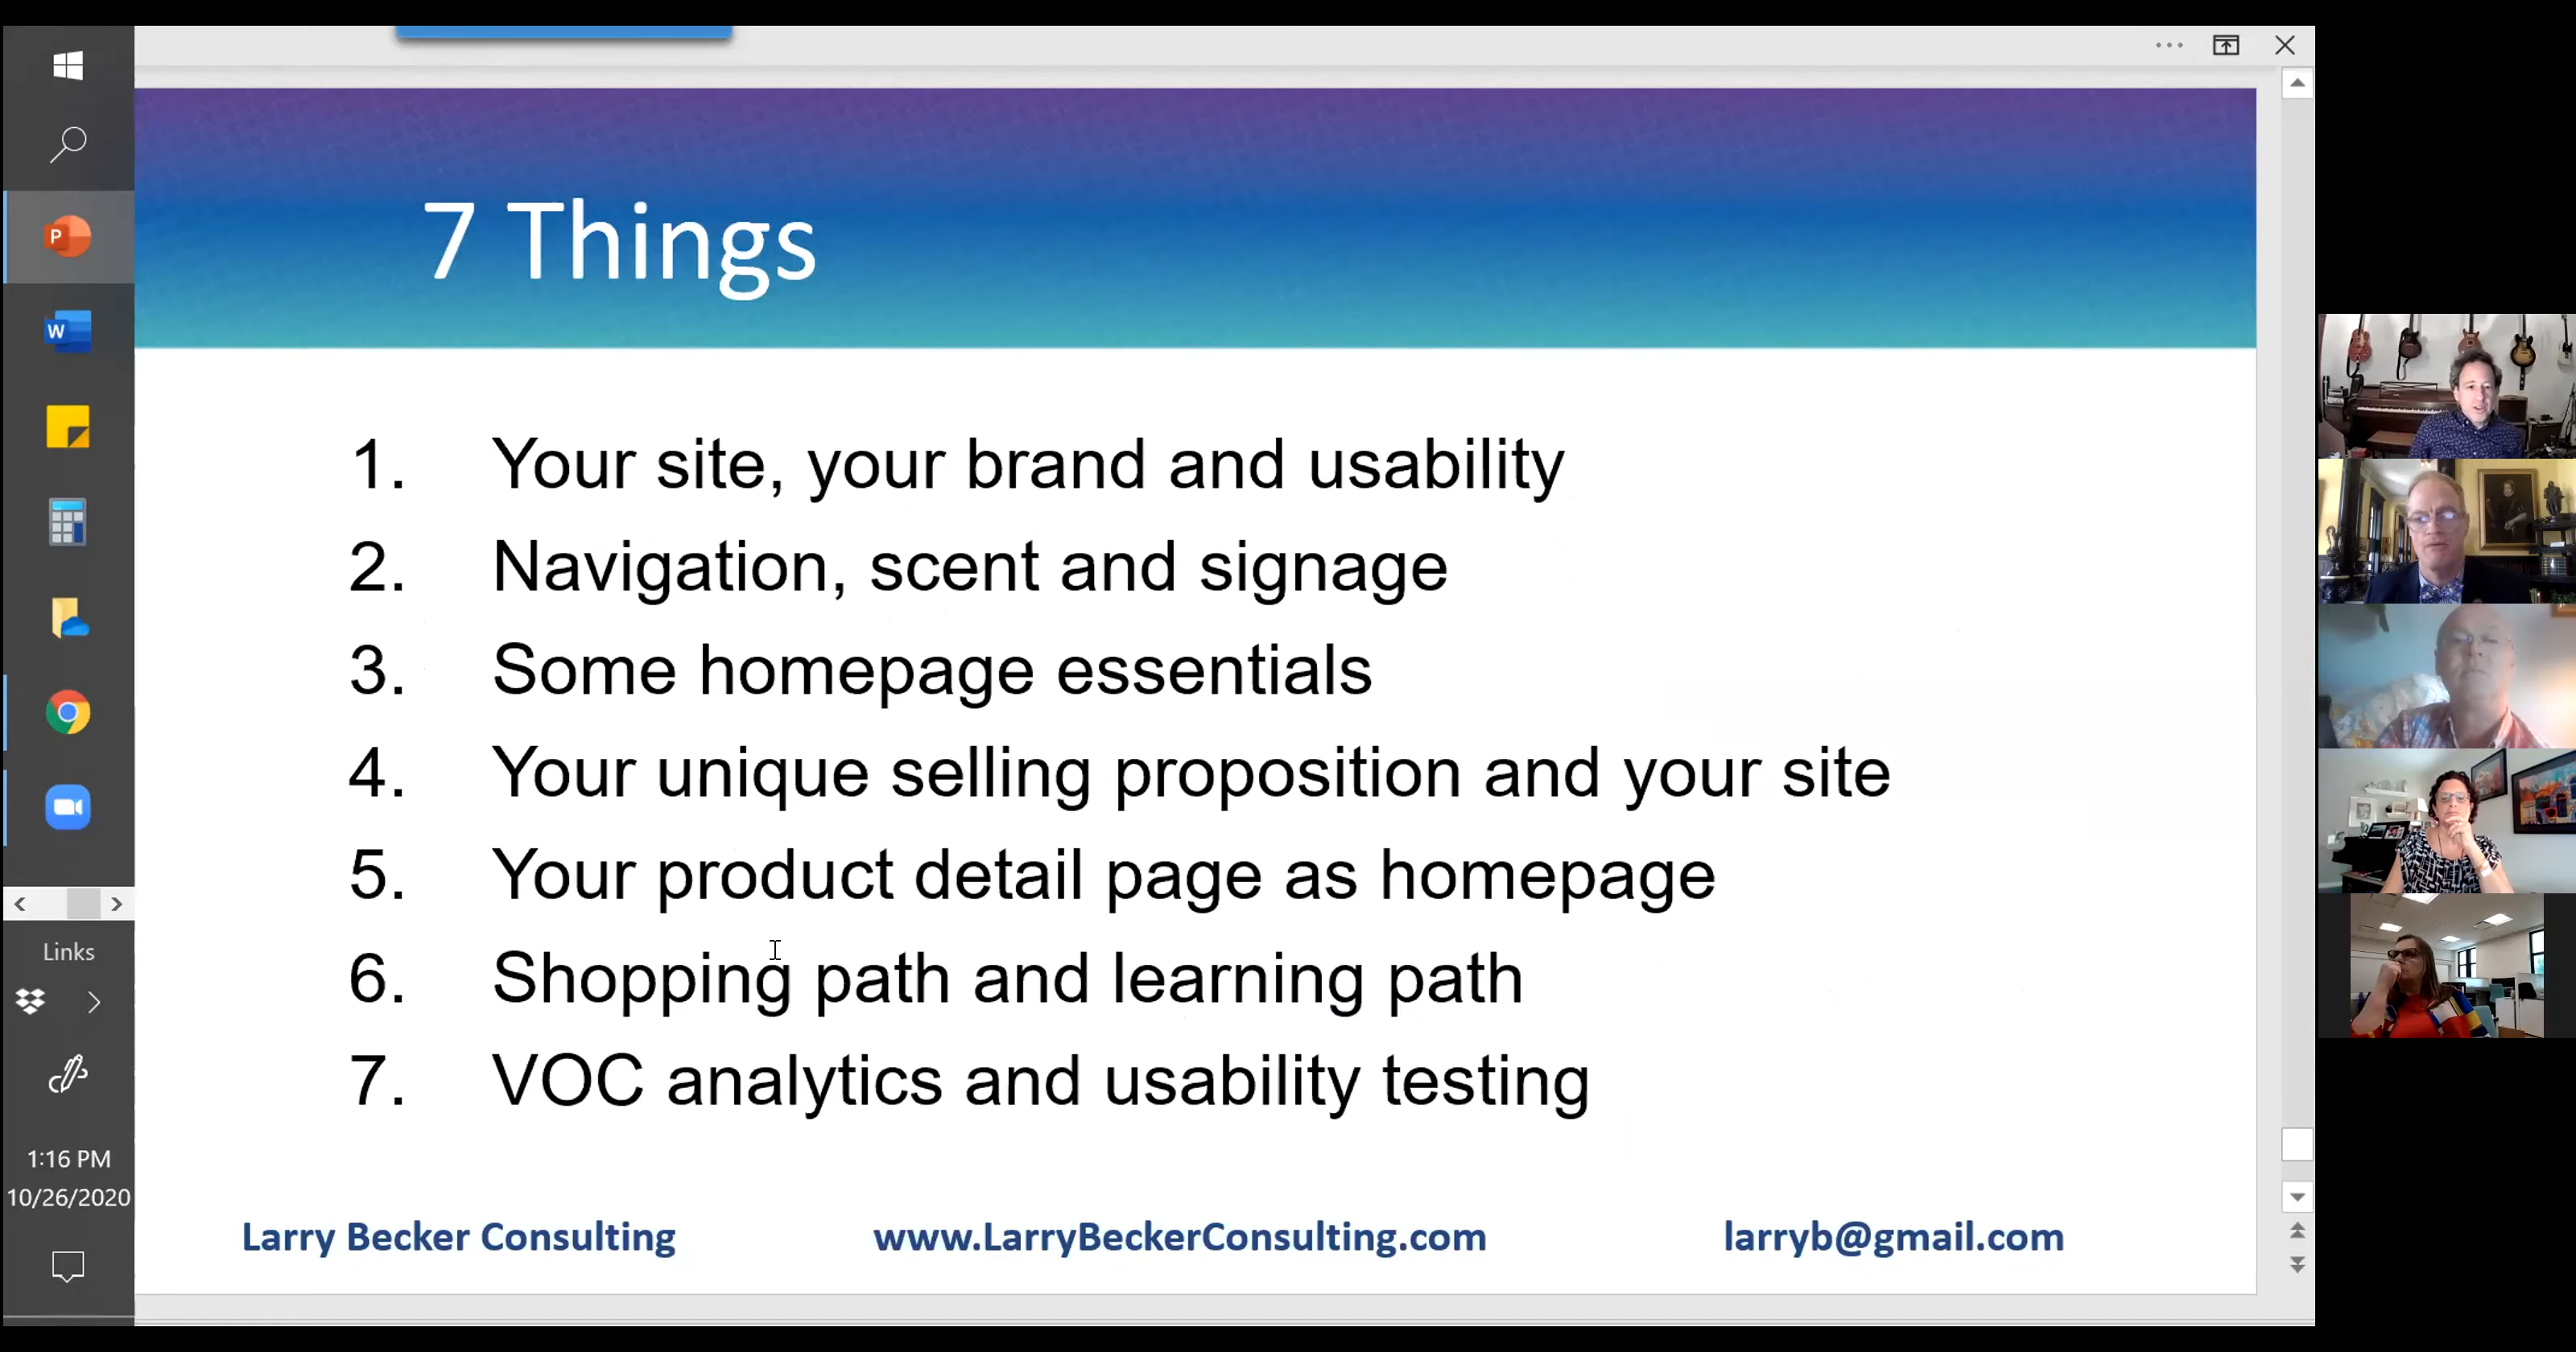 7 Things
1. Your site, your brand and usability
2. Navigation, scent and signage
3. Some homepage essentials
4. Your unique selling proposition and your site
5. Your product detail page as homepage
6. Shopping path and learning path
7. VOC analytics and usability testing
Larry Becker Consulting www.LarryBeckerConsulting.com larryb@gmail.com
P
W
Links
1:16 PM
10/26/2020